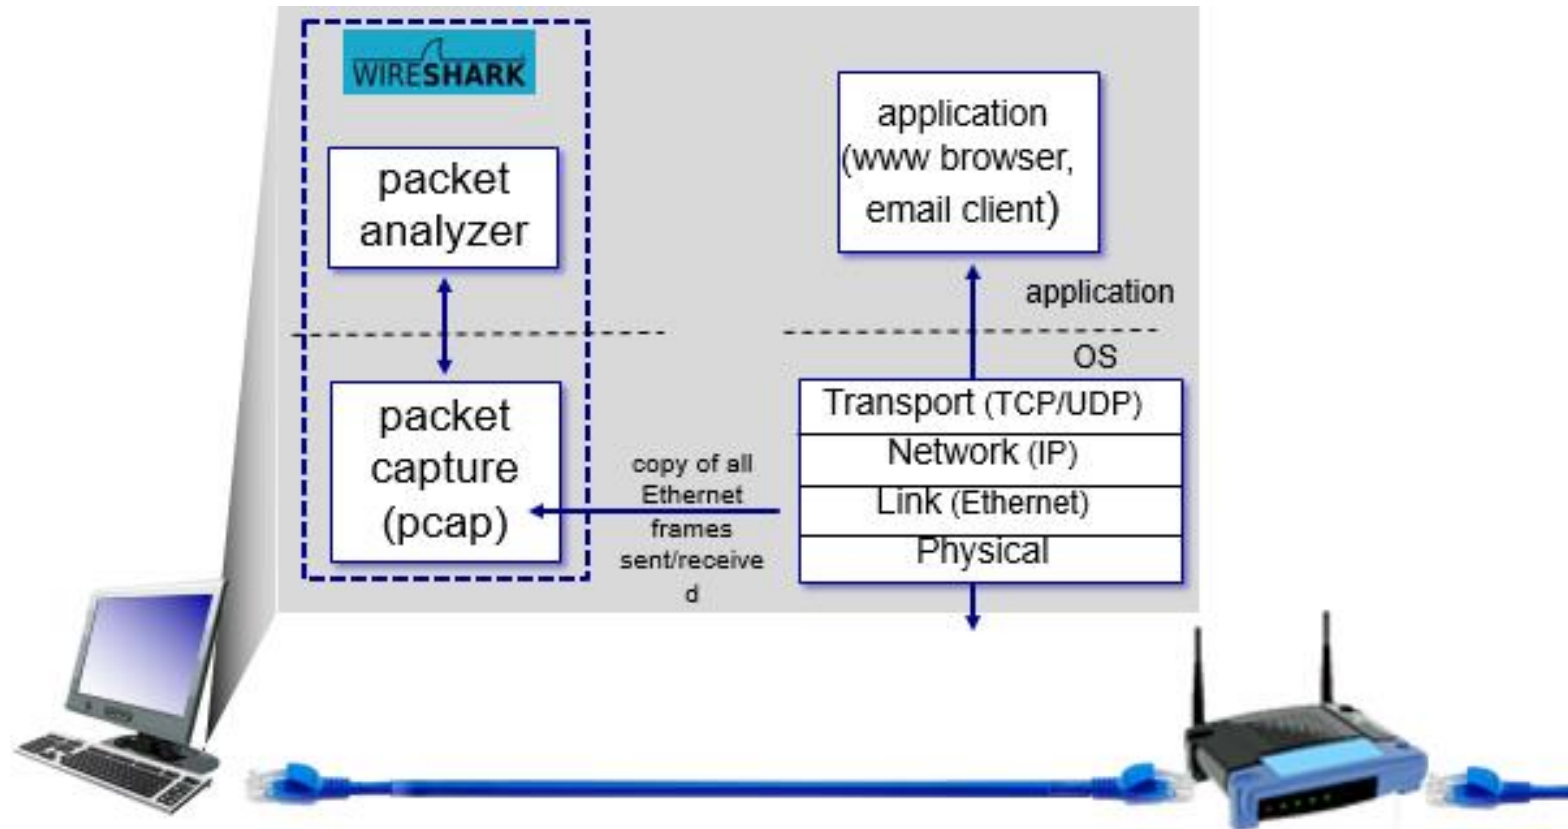 WIRESHARK
packet
analyzer
packet
capture
(pcap)
copy of all
Ethernet
frames
sent/receive
d
application
(www browser,
email client)
application
OS
Transport (TCP/UDP)
Network (IP)
Link (Ethernet)
Physical